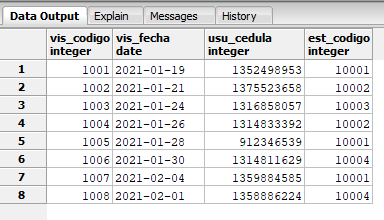 Data Output Explain Messages History
vis_codigo integer vis_fecha date usu_cedula integer est_codigo integer
1 1001 2021-01-19 1352498953 10001
2 1002 2021-01-21 1375523658 10002
3 1003 2021-01-24 1316858057 10003
4 1004 2021-01-26 1314833392 10002
5 1005 2021-01-28 912346539 10001
6 1006 2021-01-30 1314811629 10004
7 1007 2021-02-04 1359884585 10001
8 1008 2021-02-01 1358886224 10004